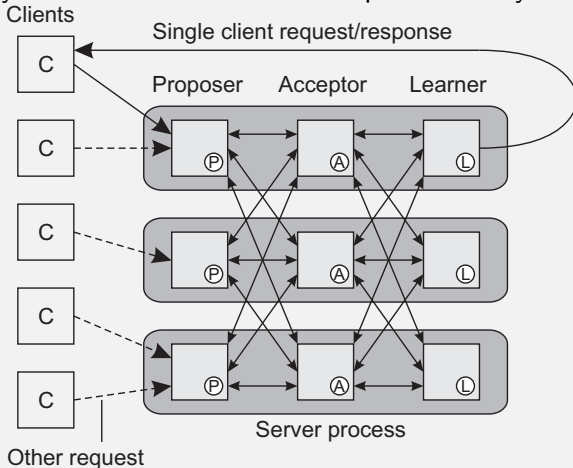 Clients
Single client request/response
C
Proposer Acceptor Learner
C
P A L
C
P A L
C
C
P A L
Server process
Other request